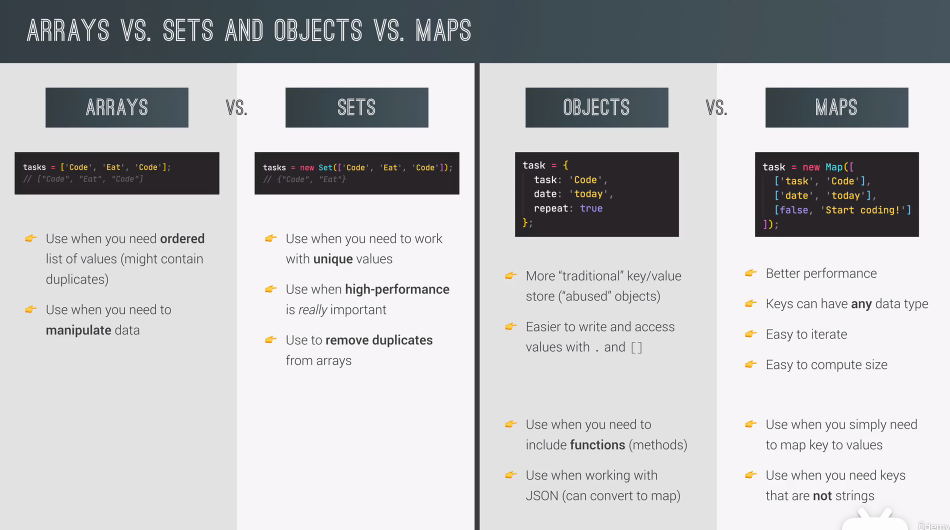 ARRAYS VS. SETS AND OBJECTS VS. MAPS
ARRAYS
VS.
SETS
tasks = ['Code', 'Eat', 'Code'];
// ["Code", "Eat", "Code"]
tasks = new Set(['Code', 'Eat', 'Code']);
// {"Code", "Eat"}
👉 Use when you need ordered
list of values (might contain
duplicates)
👉 Use when you need to
manipulate data
👉 Use when you need to work
with unique values
👉 Use when high-performance
is really important
👉 Use to remove duplicates
from arrays
OBJECTS
VS.
MAPS
task = {
task: 'Code',
date: 'today',
repeat: true
};
task = new Map([
['task', 'Code'],
['date', 'today'],
[false, 'Start coding!']
]);
👉 More “traditional” key/value
store (“abused” objects)
👉 Easier to write and access
values with . and []
👉 Use when you need to
include functions (methods)
👉 Use when working with
JSON (can convert to map)
👉 Better performance
👉 Keys can have any data type
👉 Easy to iterate
👉 Easy to compute size
👉 Use when you simply need
to map key to values
👉 Use when you need keys
that are not strings
Udemy